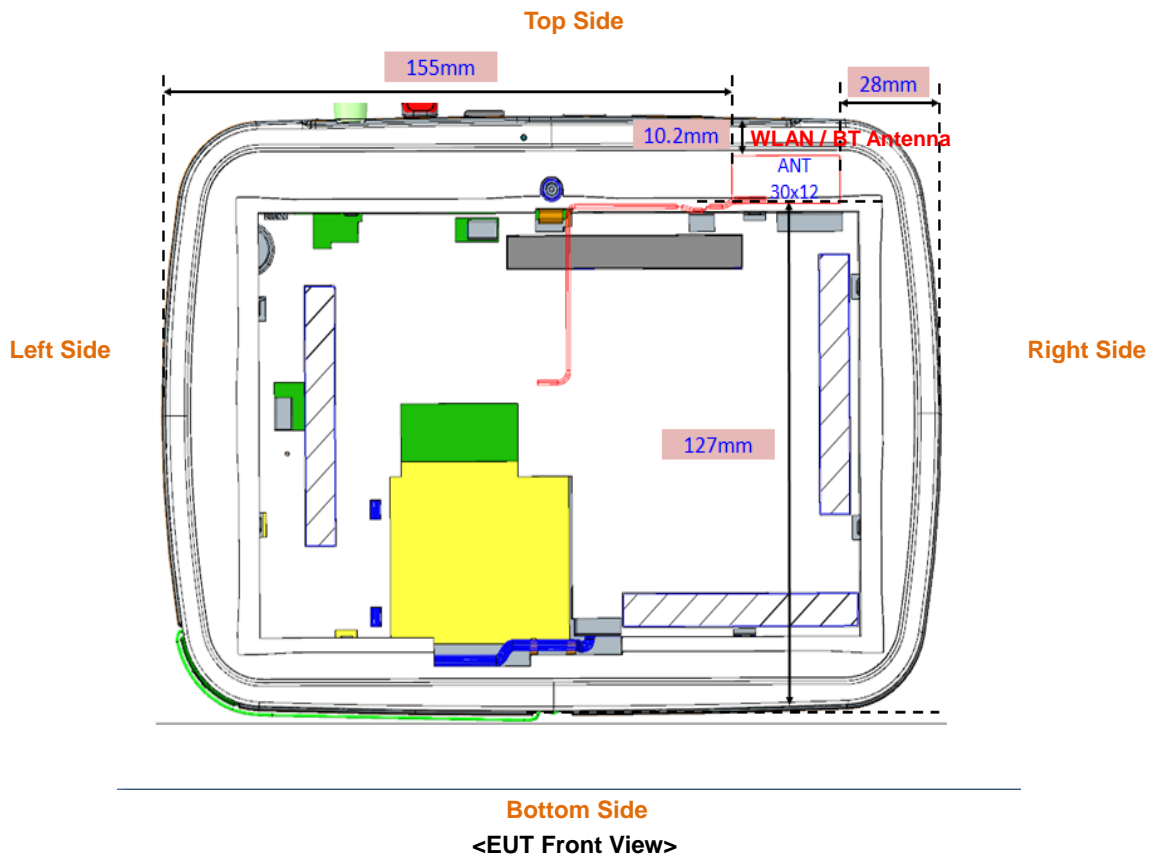 Top Side
155mm
28mm
10.2mm
WLAN / BT Antenna
ANT
30x12
Left Side
Right Side
127mm
Bottom Side
<EUT Front View>